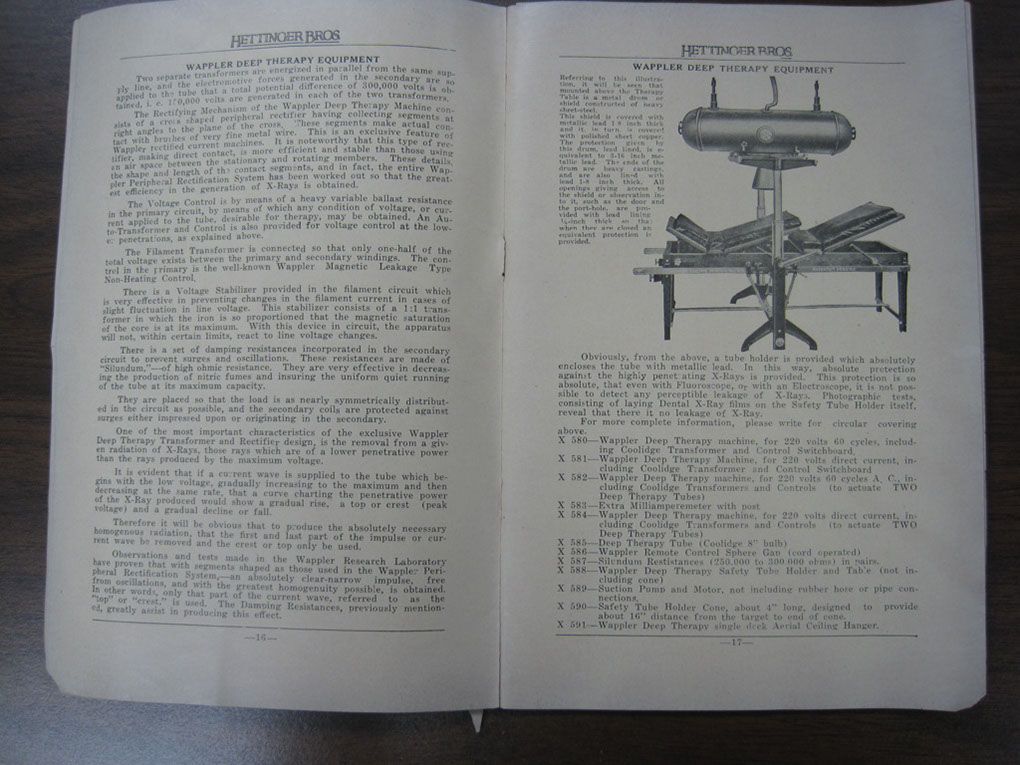 HETTINGER BROS.
WAPPLER DEEP THERAPY EQUIPMENT
Two separate transformers are energized in parallel from the same sup-
ply line, and the electromotive forces generated in the secondary are so
applied to the tube that a total potential difference of 300,000 volts is ob-
tained, i. e. 150,000 volts are generated in each of the two transformers.
The Rectifying Mechanism of the Wappler Deep Therapy Machine con-
sists of a cross shaped peripheral rectifier having collecting segments at
right angles to the plane of the cross. These segments make actual con-
tact with brushes of very fine metal wire. This is an exclusive feature of
Wappler rectified current machines. It is noteworthy that this type of rec-
tifier, making direct contact, is more efficient and stable than those using
an air space between the stationary and rotating members. These details,
the shape and length of the contact segments, and in fact, the entire Wap-
pler Peripheral Rectification System has been worked out so that the great-
est efficiency in the generation of X-Rays is obtained.
The Voltage Control is by means of a heavy variable ballast resistance
in the primary circuit, by means of which any condition of voltage, or cur-
rent applied to the tube, desirable for therapy, may be obtained. An Au-
to-Transformer and Control is also provided for voltage control at the low-
er penetrations, as explained above.
The Filament Transformer is connected so that only one-half of the
total voltage exists between the primary and secondary windings. The con-
trol in the primary is the well-known Wappler Magnetic Leakage Type
Non-Heating Control.
There is a Voltage Stabilizer provided in the filament circuit which
is very effective in preventing changes in the filament current in cases of
slight fluctuation in line voltage. This stabilizer consists of a 1:1 trans-
former in which the iron is so proportioned that the magnetic saturation
of the core is at its maximum. With this device in circuit, the apparatus
will not, within certain limits, react to line voltage changes.
There is a set of damping resistances incorporated in the secondary
circuit to prevent surges and oscillations. These resistances are made of
"Silundum,"—of high ohmic resistance. They are very effective in decreas-
ing the production of nitric fumes and insuring the uniform quiet running
of the tube at its maximum capacity.
They are placed so that the load is as nearly symmetrically distribut-
ed in the circuit as possible, and the secondary coils are protected against
surges either impressed upon or originating in the secondary.
One of the most important characteristics of the exclusive Wappler
Deep Therapy Transformer and Rectifier design, is the removal from a giv-
en radiation of X-Rays, those rays which are of a lower penetrative power
than the rays produced by the maximum voltage.
It is evident that if a current wave is supplied to the tube which be-
gins with the low voltage, gradually increasing to the maximum and then
decreasing at the same rate, that a curve charting the penetrative power
of the X-Ray produced would show a gradual rise, a top or crest (peak
voltage) and a gradual decline or fall.
Therefore it will be obvious that to produce the absolutely necessary
homogenous radiation, that the first and last part of the impulse or cur-
rent wave be removed and the crest or top only be used.
Observations and tests made in the Wappler Research Laboratory
have proven that with segments shaped as those used in the Wappler Peri-
pheral Rectification System,—an absolutely clear-narrow impulse, free
from oscillations, and with the greatest homogenuity possible, is obtained.
In other words, only that part of the current wave, referred to as the
"top" or "crest," is used. The Damning Resistances, previously mention-
ed, greatly assist in producing this effect.
—16—
HETTINGER BROS.
WAPPLER DEEP THERAPY EQUIPMENT
Referring to this illustra-
tion, it will be seen that
mounted above the Therapy
Table is a metal drum or
shield constructed of heavy
sheet-steel.
This shield is covered with
metallic lead 1-8 inch thick
and it, in turn, is covered
with polished sheet copper.
The protection given by
this drum, lead lined, is e-
quivalent to 3-16 inch me-
tallic lead. The ends of the
drum are heavy castings,
and are also lined with
lead 1-8 inch thick. All
openings giving access to
the shield or observation in-
to it, such as the door and
the port-hole, are pro-
vided with lead lining
¼-inch thick so that
when they are closed an
equivalent protection is
provided.
Obviously, from the above, a tube holder is provided which absolutely
encloses the tube with metallic lead. In this way, absolute protection
against the highly penetrating X-Rays is provided. This protection is so
absolute, that even with Fluoroscope, or with an Electroscope, it is not pos-
sible to detect any perceptible leakage of X-Rays. Photographic tests,
consisting of laying Dental X-Ray films on the Safety Tube Holder itself,
reveal that there it no leakage of X-Ray.
For more complete information, please write for circular covering
above.
X 580—Wappler Deep Therapy machine, for 220 volts 60 cycles, includ-
ing Coolidge Transformer and Control Switchboard.
X 581—Wappler Deep Therapy Machine, for 220 volts direct current, in-
cluding Coolidge Transformer and Control Switchboard
X 582—Wappler Deep Therapy machine, for 220 volts 60 cycles A. C., in-
cluding Coolidge Transformers and Controls (to actuate TWO
Deep Therapy Tubes)
X 583—Extra Milliamperemeter with post
X 584—Wappler Deep Therapy machine, for 220 volts direct current, in-
cluding Coolidge Transformers and Controls (to actuate TWO
Deep Therapy Tubes)
X 585—Deep Therapy Tube (Coolidge 8" bulb)
X 586—Wappler Remote Control Sphere Gap (cord operated)
X 587—Silundun Restistances (250,000 to 300,000 ohms) in pairs.
X 588—Wappler Deep Therapy Safety Tube Holder and Table (not in-
cluding cone)
X 589—Suction Pump and Motor, not including rubber hose or pipe con-
nections.
X 590—Safety Tube Holder Cone, about 4" long, designed to provide
about 16" distance from the target to end of cone.
X 591—Wappler Deep Therapy single deck Aerial Ceiling Hanger.
—17—